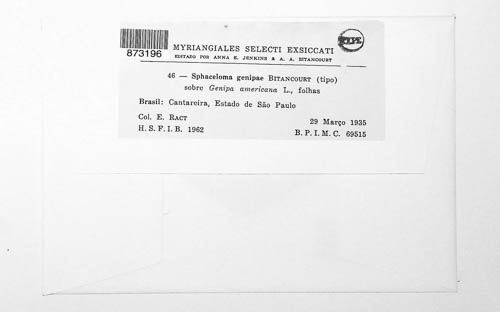 873196
MYRIANGIALES SELECTI EXSICCATI
EDITADO POR ANNA E. JENKINS & A. A. BITANCOURT
TYPE
46 — Sphaceloma genipae BITANCOURT (tipo)
sobre Genipa americana L., folhas
Brasil: Cantareira, Estado de São Paulo
Col. E. RACT 29 Março 1935
H. S. F. I. B. 1962 B. P. I. M. C. 69515